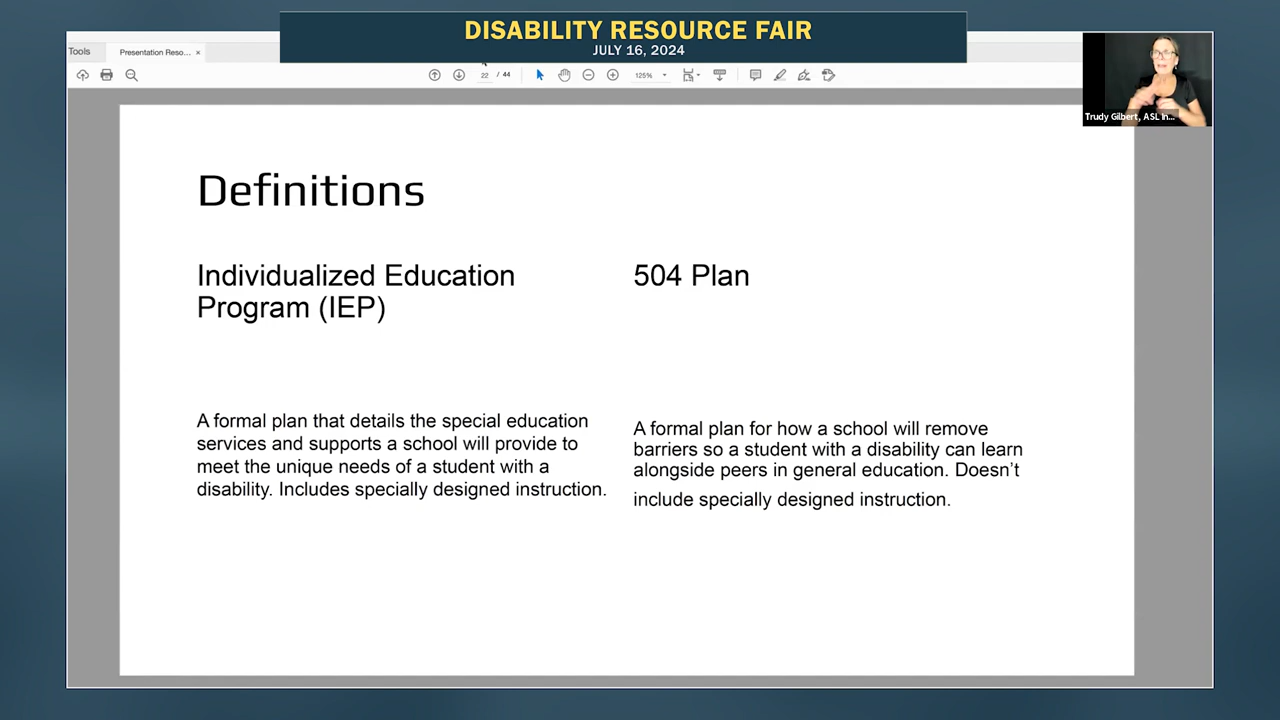 DISABILITY RESOURCE FAIR
JULY 16, 2024
Tools
Presentation Reso... ×
22 / 44
125%
Trudy Gilbert, ASL In...
Definitions
Individualized Education
Program (IEP)
A formal plan that details the special education
services and supports a school will provide to
meet the unique needs of a student with a
disability. Includes specially designed instruction.
504 Plan
A formal plan for how a school will remove
barriers so a student with a disability can learn
alongside peers in general education. Doesn’t
include specially designed instruction.